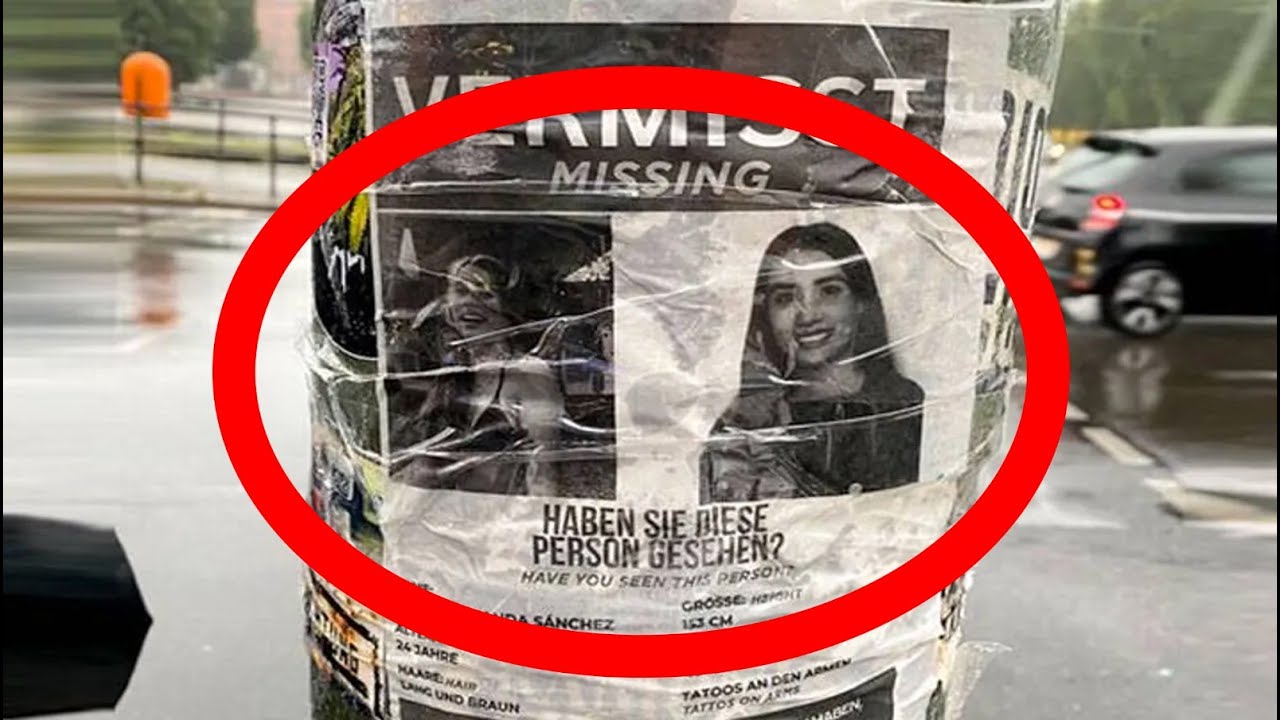 VERMISST
MISSING
HABEN SIE DIESE
PERSON GESEHEN?
HAVE YOU SEEN THIS PERSON?
SÁNCHEZ
24 JAHRE
HAARE: HAIR
LANG UND BRAUN
GRÖSSE: HEIGHT
153 CM
TATOOS AN DEN ARMEN
TATTOS ON ARMS